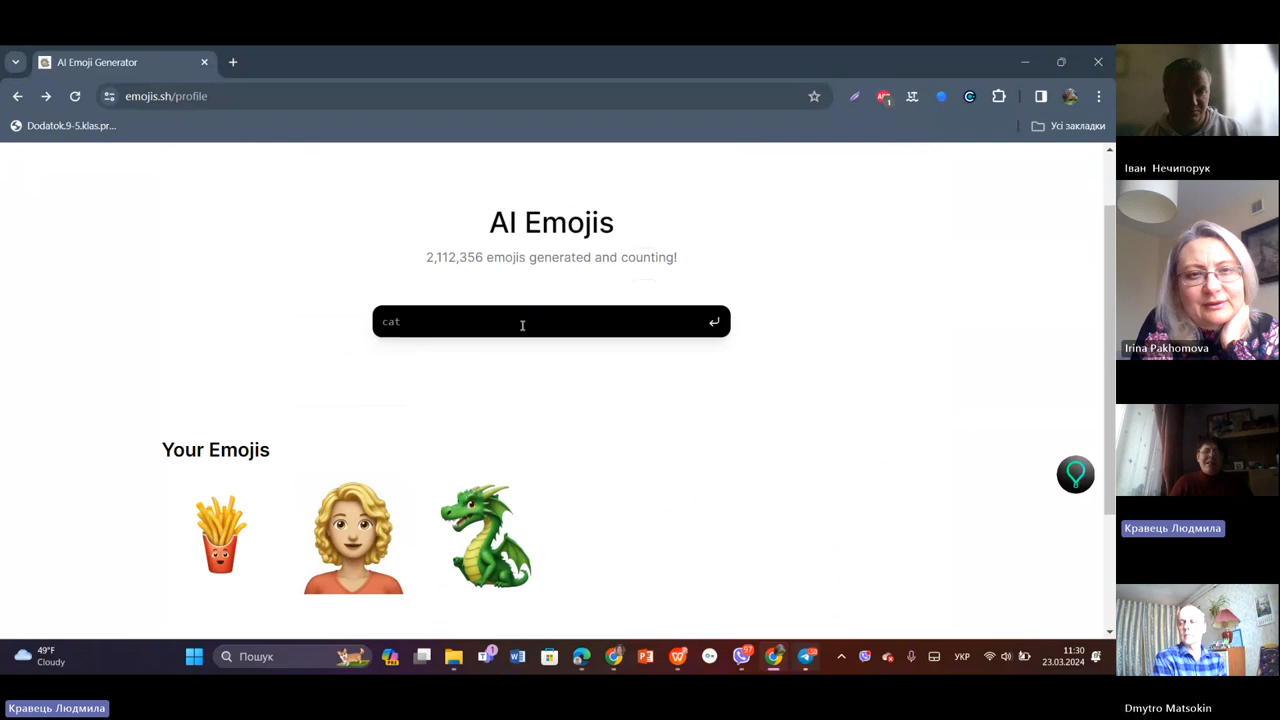 AI Emoji Generator
emojis.sh/profile
Dodatok.9-5.klas.pr...
Усі закладки
AI Emojis
2,112,356 emojis generated and counting!
cat
Your Emojis
49°F
Cloudy
Пошук
1
97
УКР
11:30
23.03.2024
Іван Нечипорук
Irina Pakhomova
Кравець Людмила
Dmytro Matsokin
Кравець Людмила